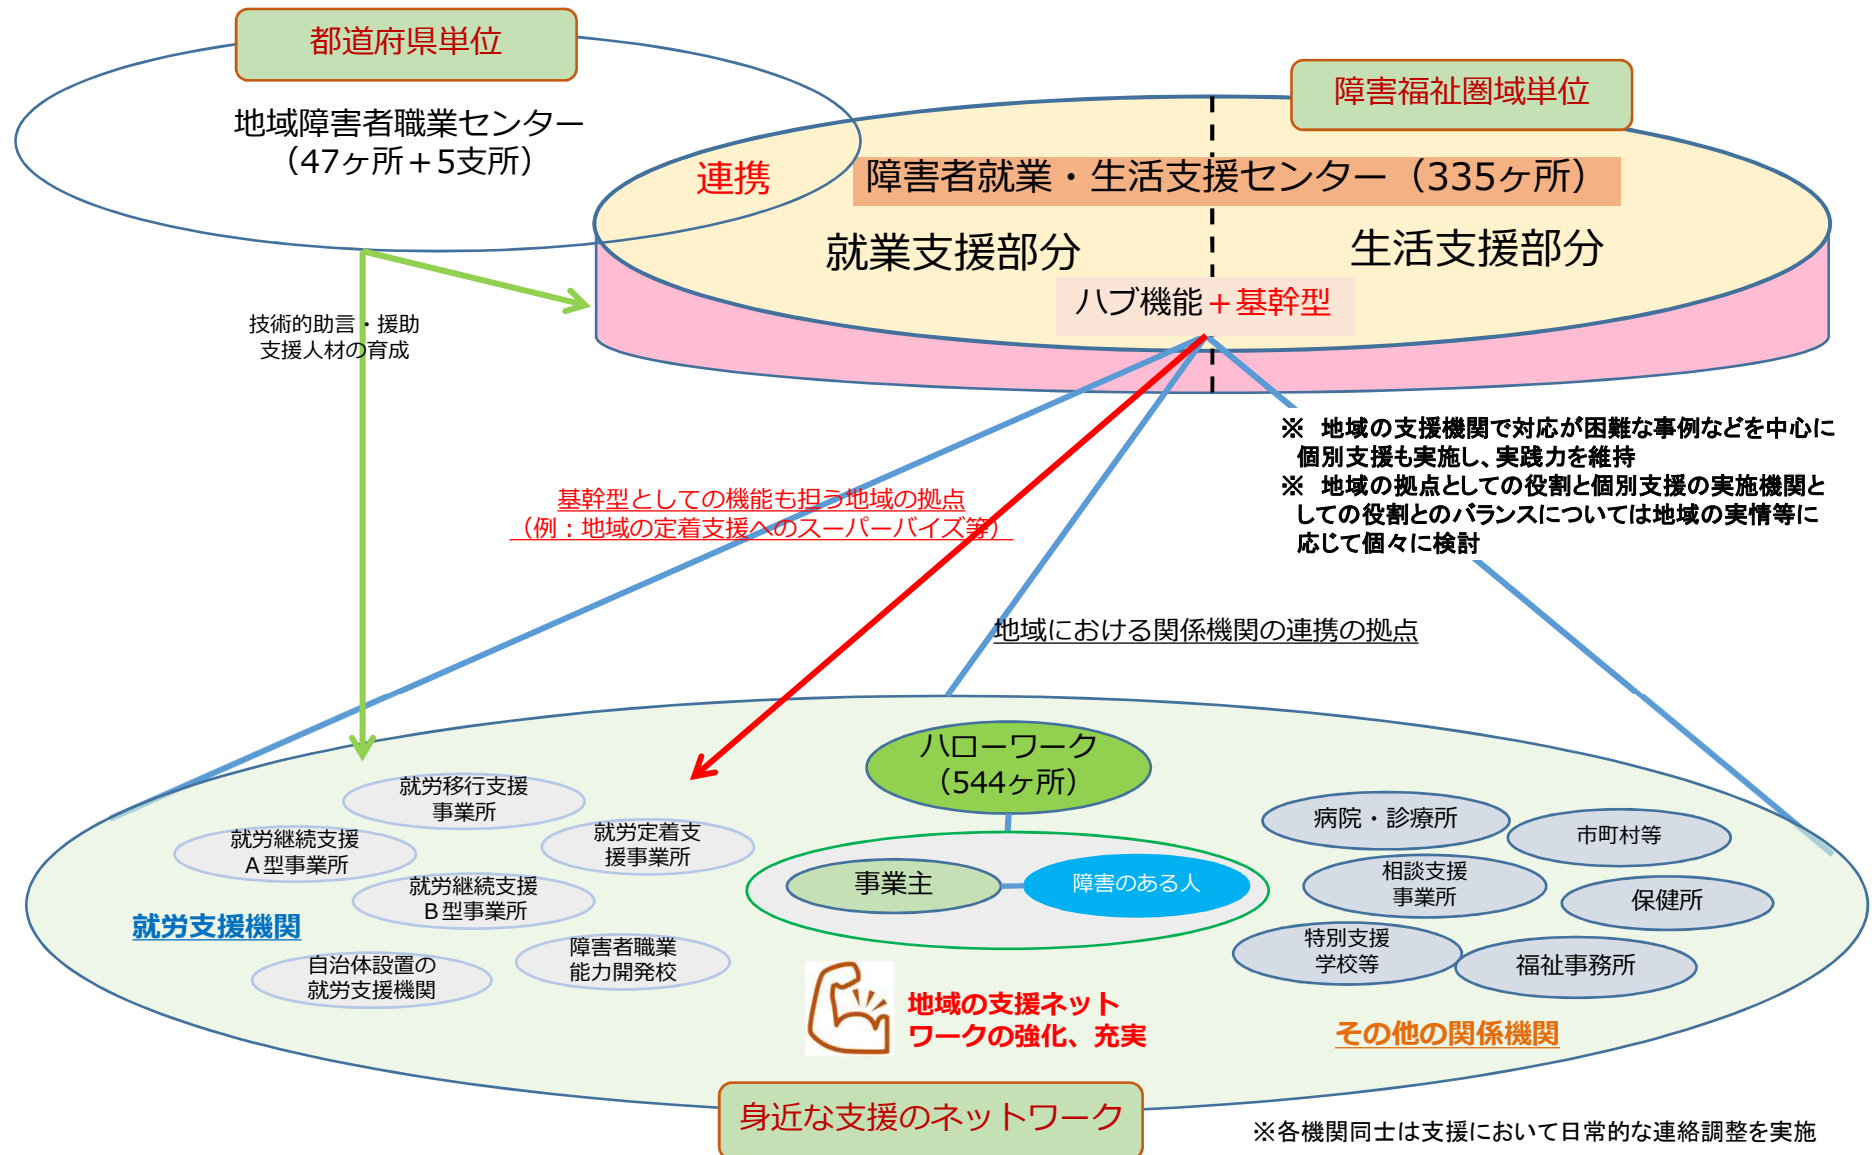 都道府県単位
地域障害者職業センター
（47ヶ所＋5支所）
障害福祉圏域単位
連携
障害者就業・生活支援センター（335ヶ所）
就業支援部分
生活支援部分
ハブ機能＋基幹型
技術的助言・援助
支援人材の育成
※　地域の支援機関で対応が困難な事例などを中心に
個別支援も実施し、実践力を維持
※　地域の拠点としての役割と個別支援の実施機関と
しての役割とのバランスについては地域の実情等に
応じて個々に検討
基幹型としての機能も担う地域の拠点
（例：地域の定着支援へのスーパーバイズ等）
地域における関係機関の連携の拠点
ハローワーク
（544ヶ所）
就労移行支援
事業所
就労継続支援
Ａ型事業所
就労定着支
援事業所
就労継続支援
Ｂ型事業所
就労支援機関
自治体設置の
就労支援機関
障害者職業
能力開発校
事業主
障害のある人
病院・診療所
市町村等
相談支援
事業所
保健所
特別支援
学校等
福祉事務所
地域の支援ネット
ワークの強化、充実
その他の関係機関
身近な支援のネットワーク
※各機関同士は支援において日常的な連絡調整を実施